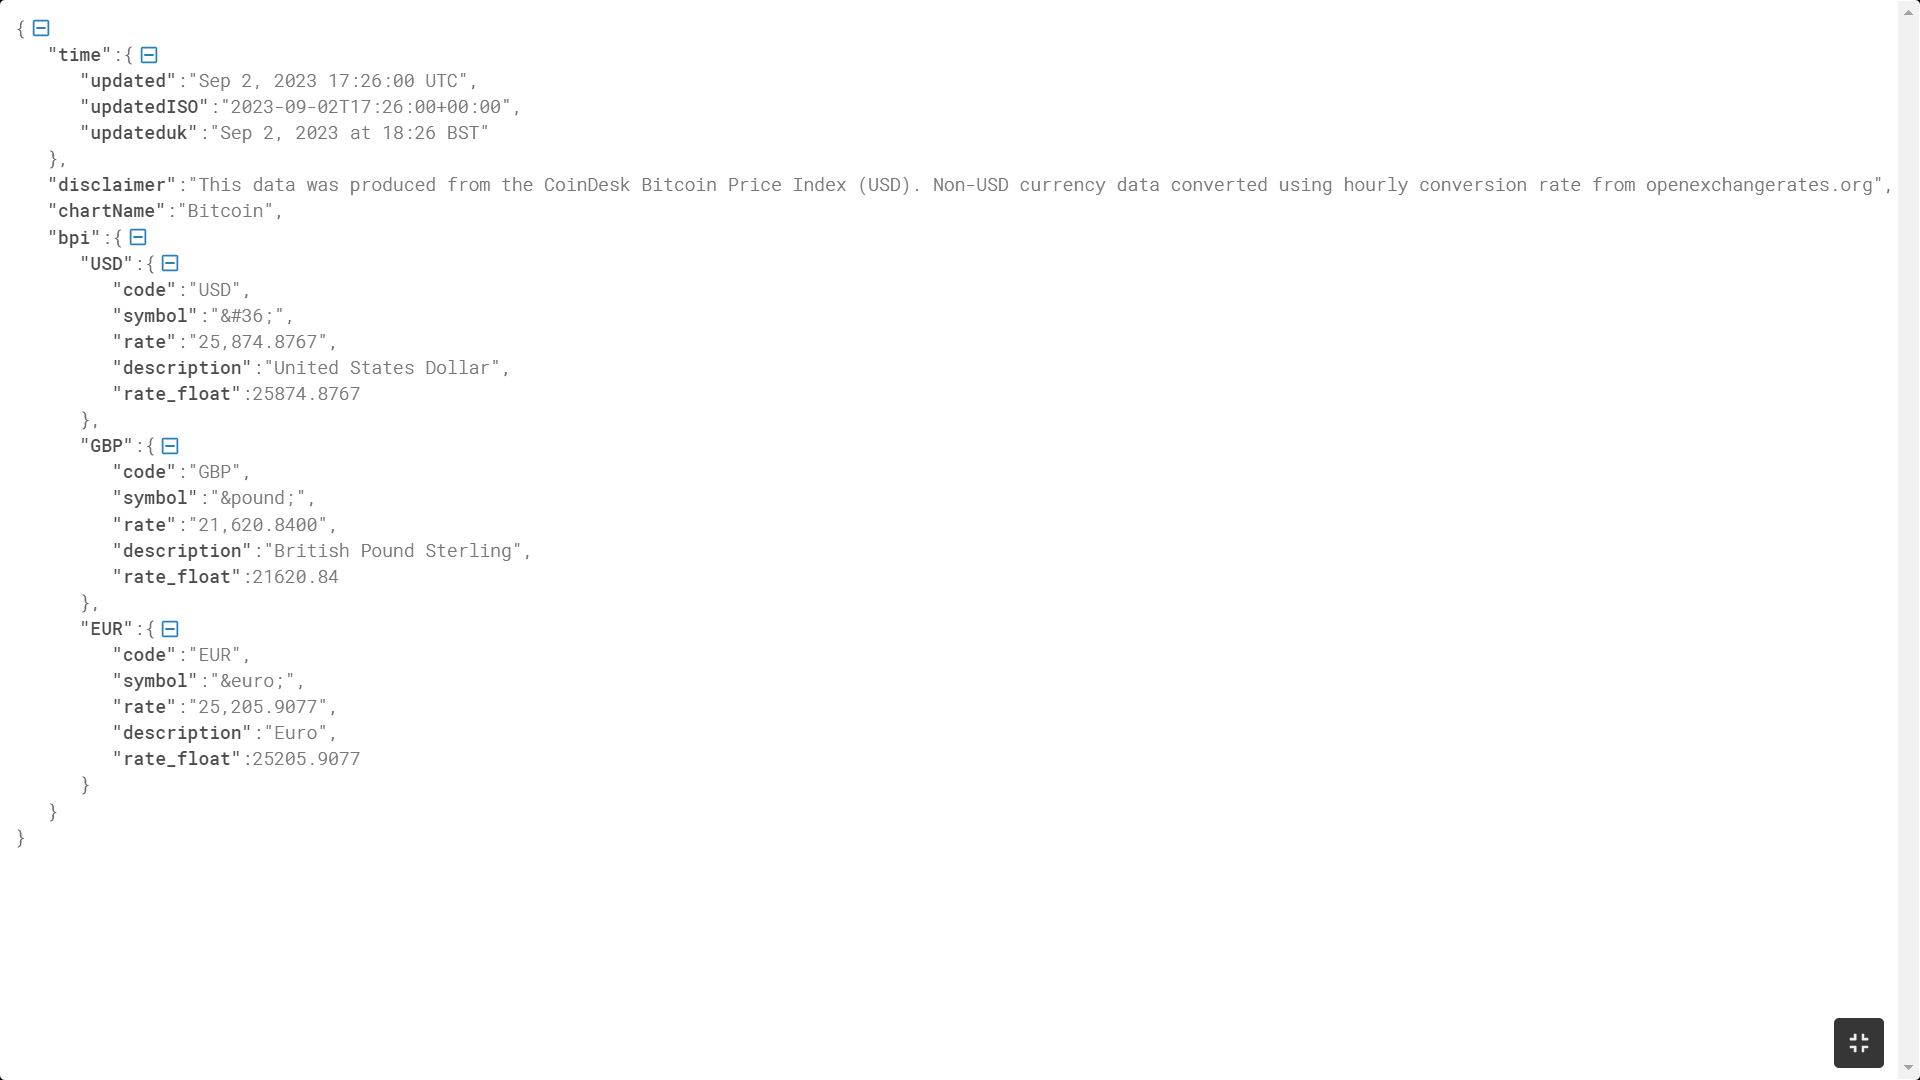 {
"time":{
"updated":"Sep 2, 2023 17:26:00 UTC",
"updatedISO":"2023-09-02T17:26:00+00:00",
"updateduk":"Sep 2, 2023 at 18:26 BST"
},
"disclaimer":"This data was produced from the CoinDesk Bitcoin Price Index (USD). Non-USD currency data converted using hourly conversion rate from openexchangerates.org",
"chartName":"Bitcoin",
"bpi":{
"USD":{
"code":"USD",
"symbol":"&#36;",
"rate":"25,874.8767",
"description":"United States Dollar",
"rate_float":25874.8767
},
"GBP":{
"code":"GBP",
"symbol":"&pound;",
"rate":"21,620.8400",
"description":"British Pound Sterling",
"rate_float":21620.84
},
"EUR":{
"code":"EUR",
"symbol":"&euro;",
"rate":"25,205.9077",
"description":"Euro",
"rate_float":25205.9077
}
}
}